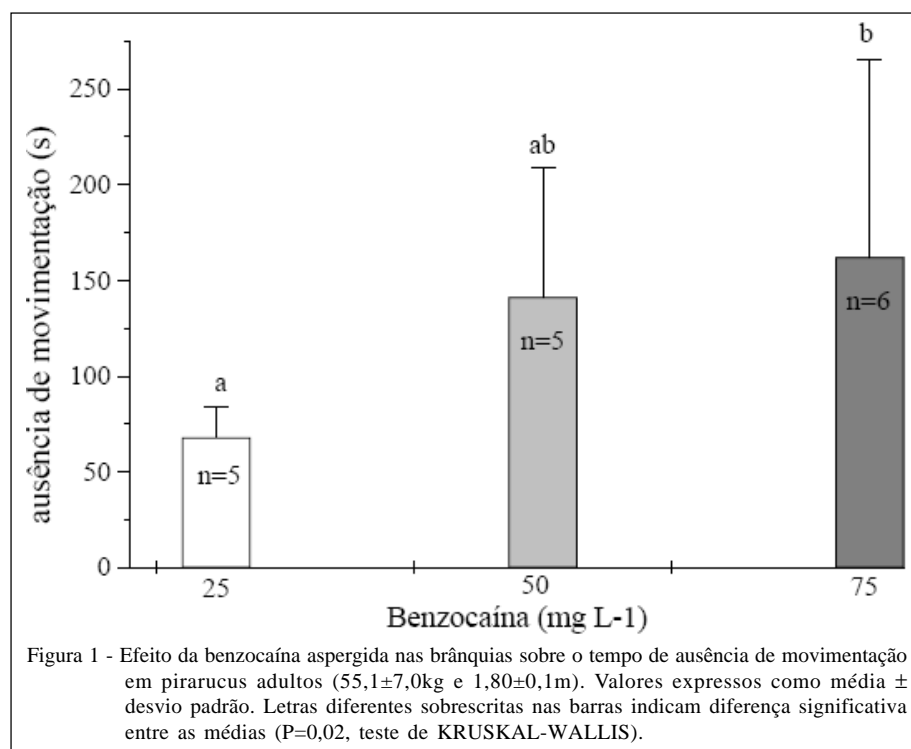 b
250
ab
ausência de movimentação (s)
200
150
n=6
n=5
100
a
50
n=5
0
25
50
75
Benzocaína (mg L-1)
Figura 1 - Efeito da benzocaína aspergida nas brânquias sobre o tempo de ausência de movimentação
em pirarucus adultos (55,1±7,0kg e 1,80±0,1m). Valores expressos como média ±
desvio padrão. Letras diferentes sobrescritas nas barras indicam diferença significativa
entre as médias (P=0,02, teste de KRUSKAL-WALLIS).